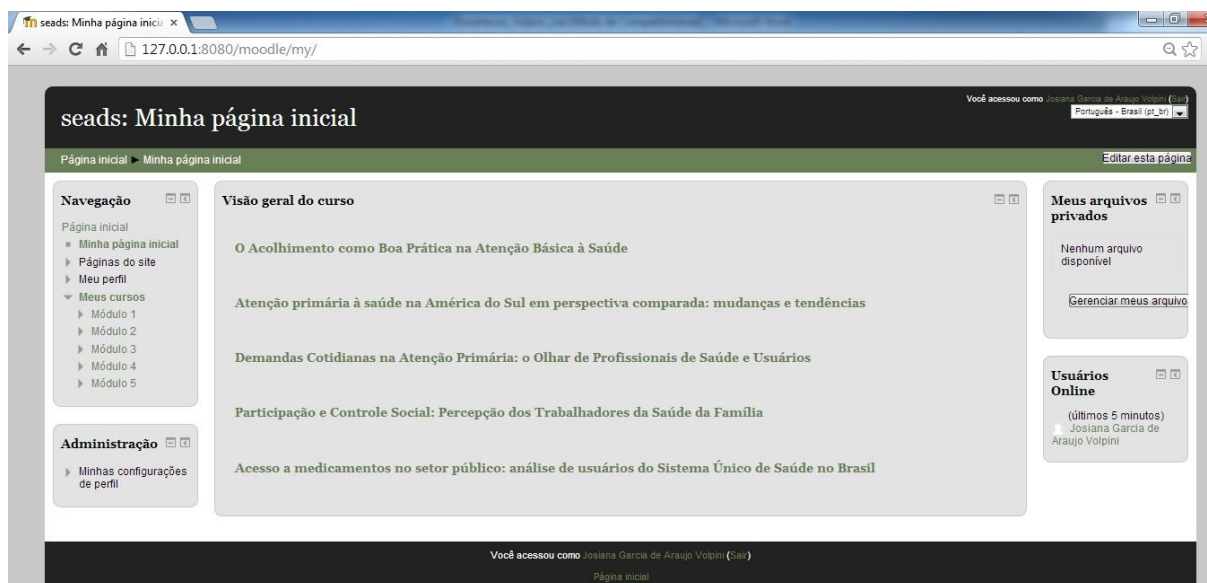 seads: Minha página inicia
127.0.0.1:8080/moodle/my/
Você acessou como Josiana Garcia de Araujo Volpini (Sair)
Português - Brasil (pt_br)
seads: Minha página inicial
Página inicial ► Minha página inicial
Editar esta página
Navegação
Página inicial
Minha página inicial
Páginas do site
Meu perfil
Meus cursos
Módulo 1
Módulo 2
Módulo 3
Módulo 4
Módulo 5
Administração
Minhas configurações
de perfil
Visão geral do curso
O Acolhimento como Boa Prática na Atenção Básica à Saúde
Atenção primária à saúde na América do Sul em perspectiva comparada: mudanças e tendências
Demandas Cotidianas na Atenção Primária: o Olhar de Profissionais de Saúde e Usuários
Participação e Controle Social: Percepção dos Trabalhadores da Saúde da Família
Acesso a medicamentos no setor público: análise de usuários do Sistema Único de Saúde no Brasil
Meus arquivos
privados
Nenhum arquivo
disponível
Gerenciar meus arquivo
Usuários
Online
(últimos 5 minutos)
Josiana Garcia de
Araujo Volpini
Você acessou como Josiana Garcia de Araujo Volpini (Sair)
Página inicial